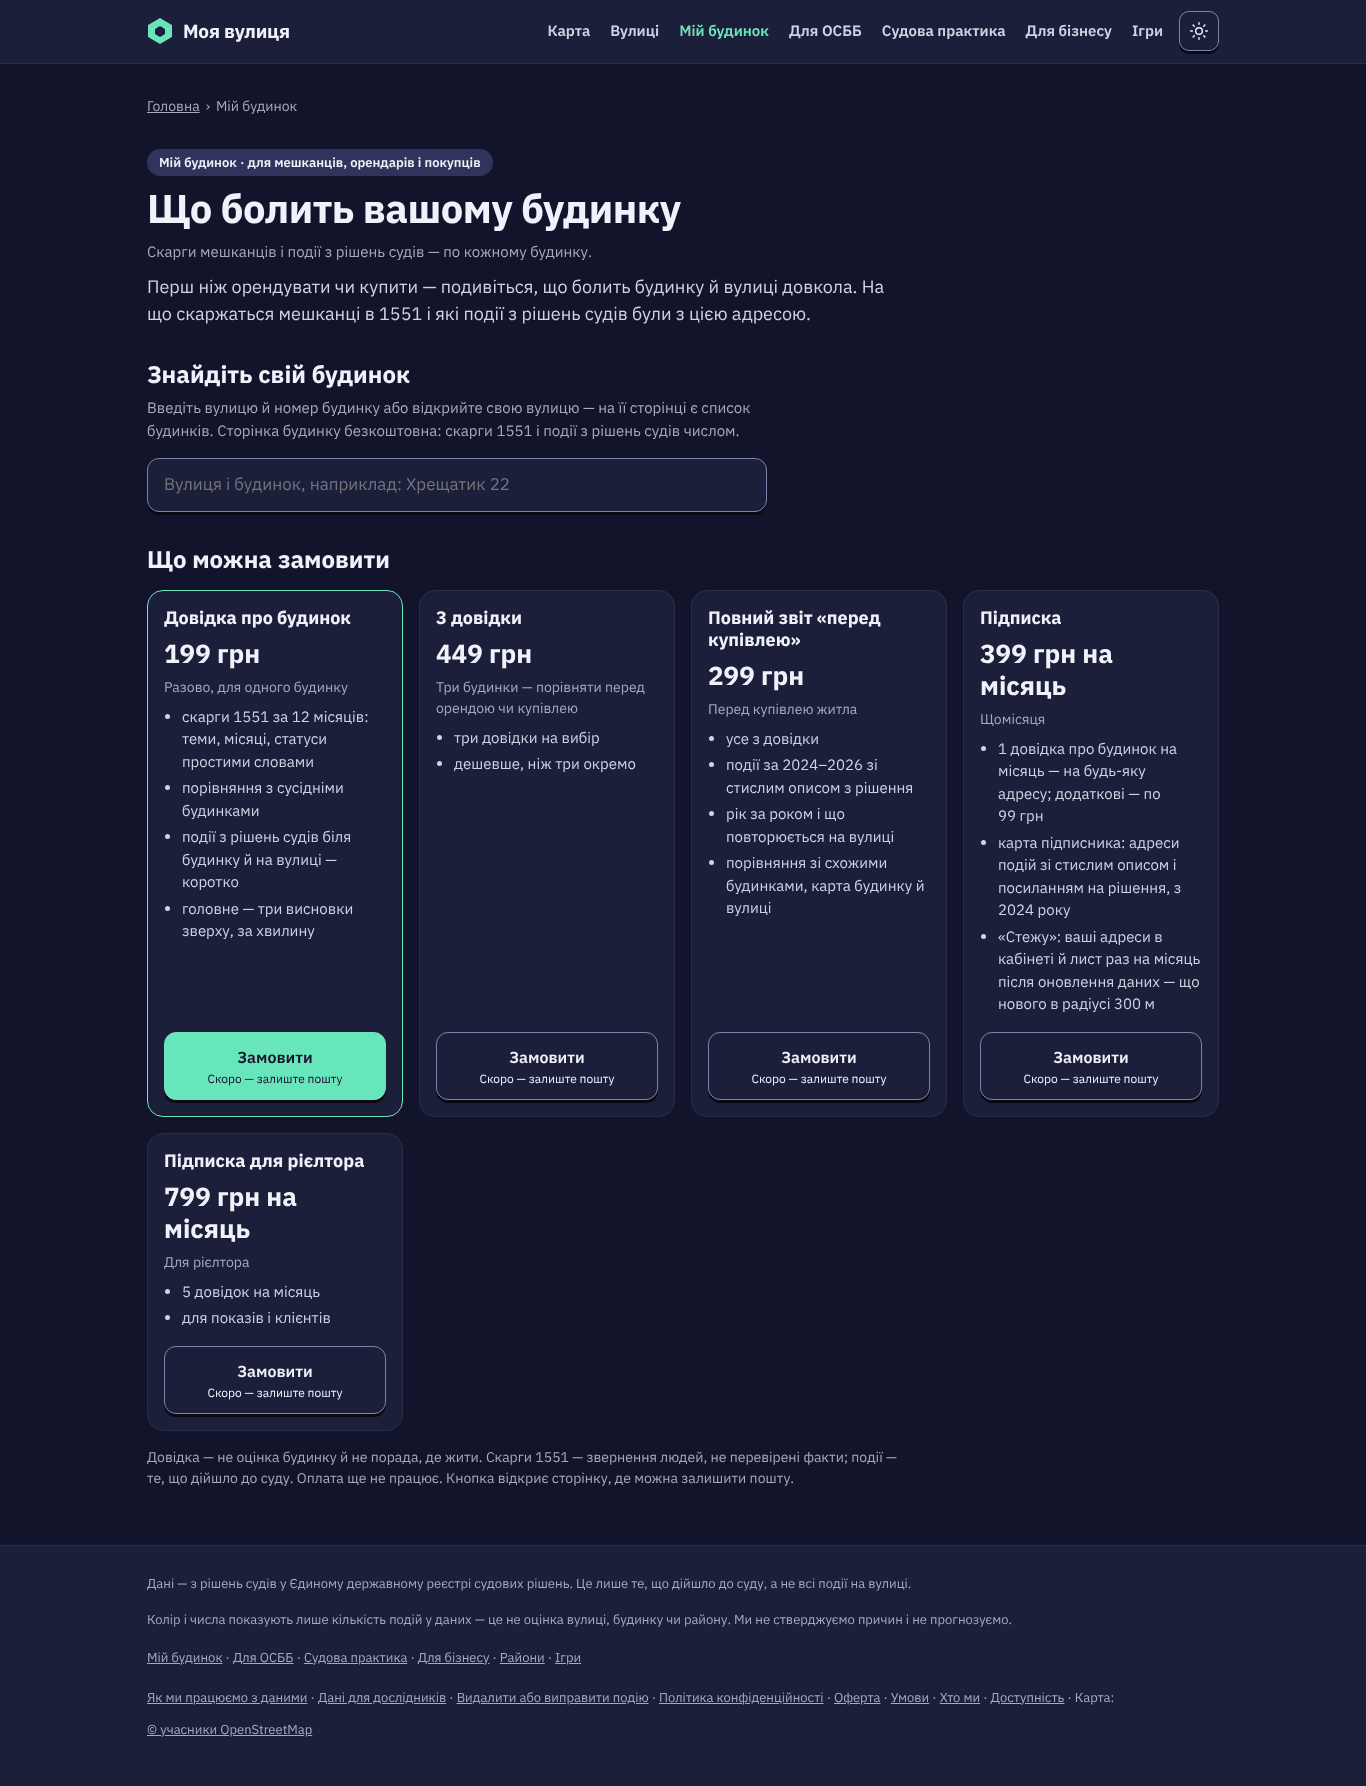 Моя вулиця
Карта Вулиці Мій будинок Для ОСББ Судова практика Для бізнесу Ігри
Головна › Мій будинок
Мій будинок · для мешканців, орендарів і покупців
Що болить вашому будинку
Скарги мешканців і події з рішень судів — по кожному будинку.
Перш ніж орендувати чи купити — подивіться, що болить будинку й вулиці довкола. На
що скаржаться мешканці в 1551 і які події з рішень судів були з цією адресою.
Знайдіть свій будинок
Введіть вулицю й номер будинку або відкрийте свою вулицю — на її сторінці є список
будинків. Сторінка будинку безкоштовна: скарги 1551 і події з рішень судів числом.
Вулиця і будинок, наприклад: Хрещатик 22
Що можна замовити
Довідка про будинок
199 грн
Разово, для одного будинку
• скарги 1551 за 12 місяців:
теми, місяці, статуси
простими словами
• порівняння з сусідніми
будинками
• події з рішень судів біля
будинку й на вулиці —
коротко
• головне — три висновки
зверху, за хвилину
Замовити
Скоро — залиште пошту
3 довідки
449 грн
Три будинки — порівняти перед
орендою чи купівлею
• три довідки на вибір
• дешевше, ніж три окремо
Замовити
Скоро — залиште пошту
Повний звіт «перед
купівлею»
299 грн
Перед купівлею житла
• усе з довідки
• події за 2024–2026 зі
стислим описом з рішення
• рік за роком і що
повторюється на вулиці
• порівняння зі схожими
будинками, карта будинку й
вулиці
Замовити
Скоро — залиште пошту
Підписка
399 грн на
місяць
Щомісяця
• 1 довідка про будинок на
місяць — на будь-яку
адресу; додаткові — по
99 грн
• карта підписника: адреси
подій зі стислим описом і
посиланням на рішення, з
2024 року
• «Стежу»: ваші адреси в
кабінеті й лист раз на місяць
після оновлення даних — що
нового в радіусі 300 м
Замовити
Скоро — залиште пошту
Підписка для рієлтора
799 грн на
місяць
Для рієлтора
• 5 довідок на місяць
• для показів і клієнтів
Замовити
Скоро — залиште пошту
Довідка — не оцінка будинку й не порада, де жити. Скарги 1551 — звернення людей, не перевірені факти; події —
те, що дійшло до суду. Оплата ще не працює. Кнопка відкриє сторінку, де можна залишити пошту.
Дані — з рішень судів у Єдиному державному реєстрі судових рішень. Це лише те, що дійшло до суду, а не всі події на вулиці.
Колір і числа показують лише кількість подій у даних — це не оцінка вулиці, будинку чи району. Ми не стверджуємо причин і не прогнозуємо.
Мій будинок · Для ОСББ · Судова практика · Для бізнесу · Райони · Ігри
Як ми працюємо з даними · Дані для дослідників · Видалити або виправити подію · Політика конфіденційності · Оферта · Умови · Хто ми · Доступність · Карта:
© учасники OpenStreetMap